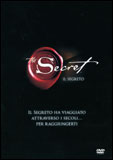 the
Secret
IL SEGRETO
IL SEGRETO HA VIAGGIATO
ATTRAVERSO I SECOLI...
PER RAGGIUNGERTI